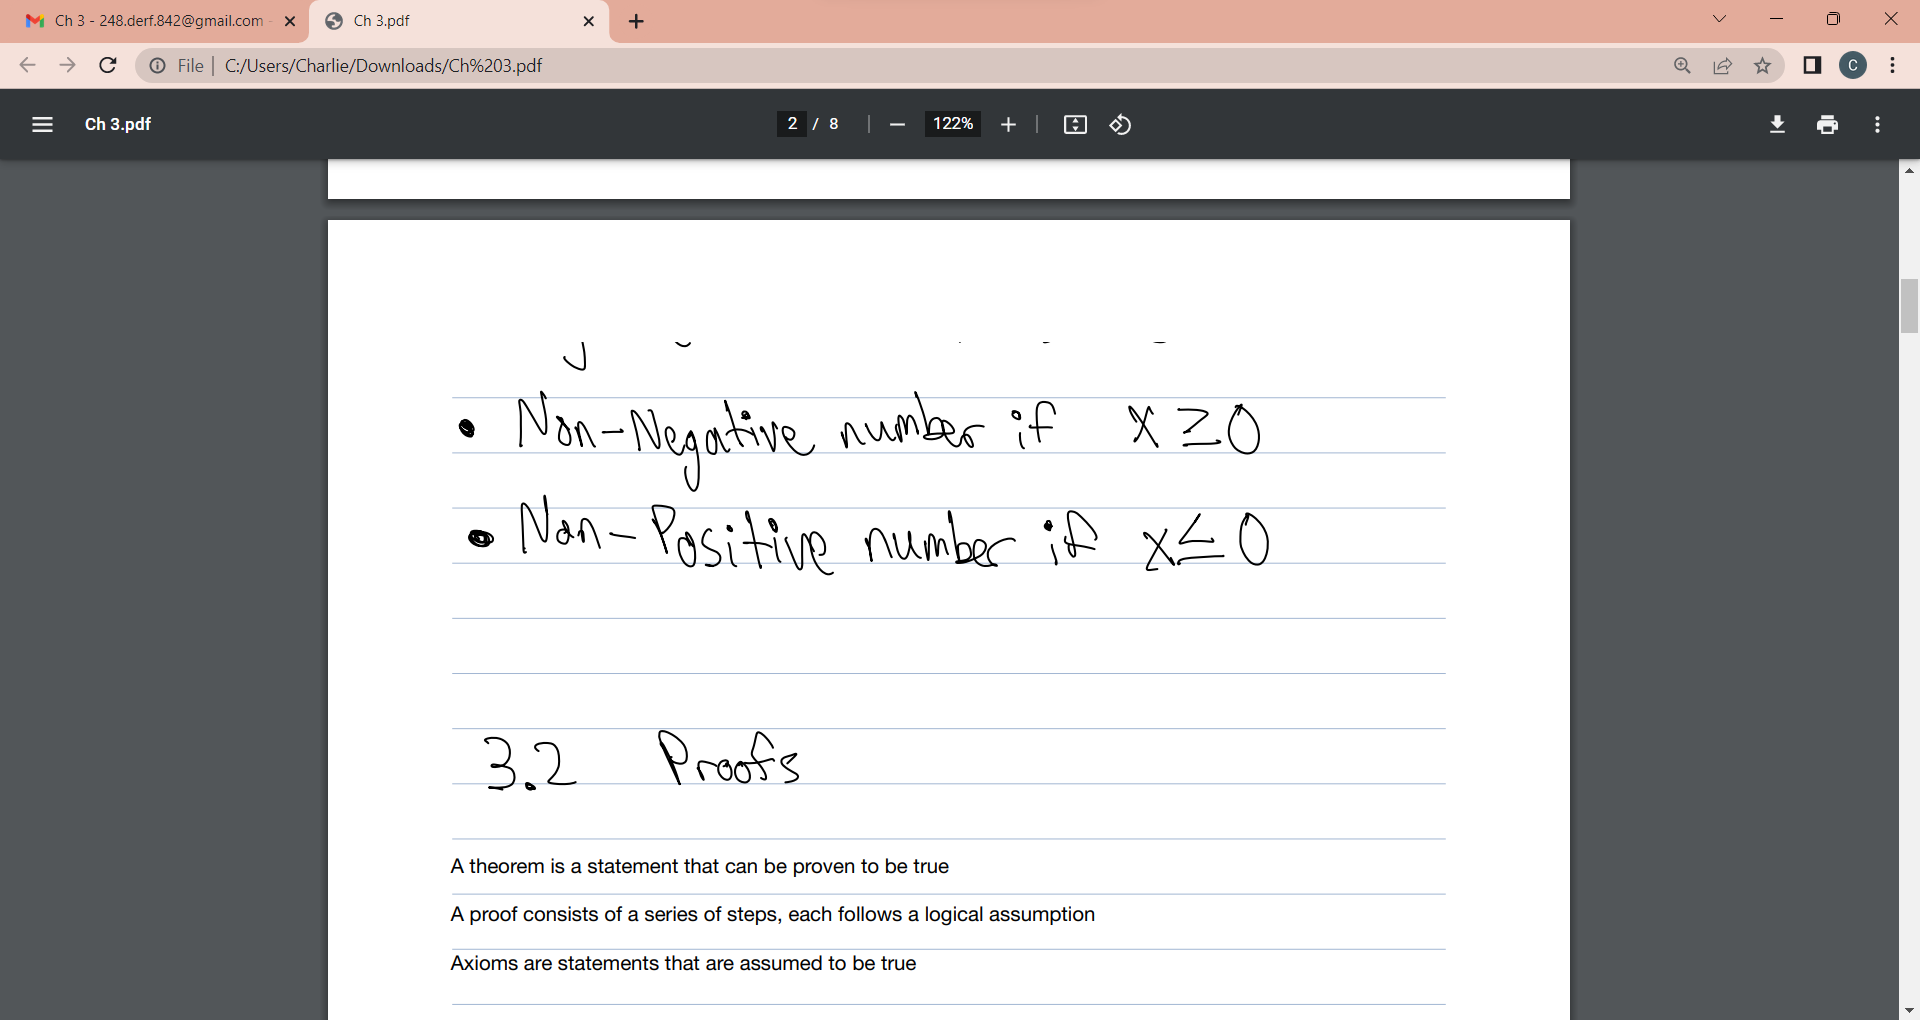 Ch 3 - 248.derf.842@gmail.com -
Ch 3.pdf
File | C:/Users/Charlie/Downloads/Ch%203.pdf
C
Ch 3.pdf
2 / 8
122%
• Non-Negative number if x ≥ 0
• Non-Positive number if x ≤ 0
3.2 Proofs
A theorem is a statement that can be proven to be true
A proof consists of a series of steps, each follows a logical assumption
Axioms are statements that are assumed to be true